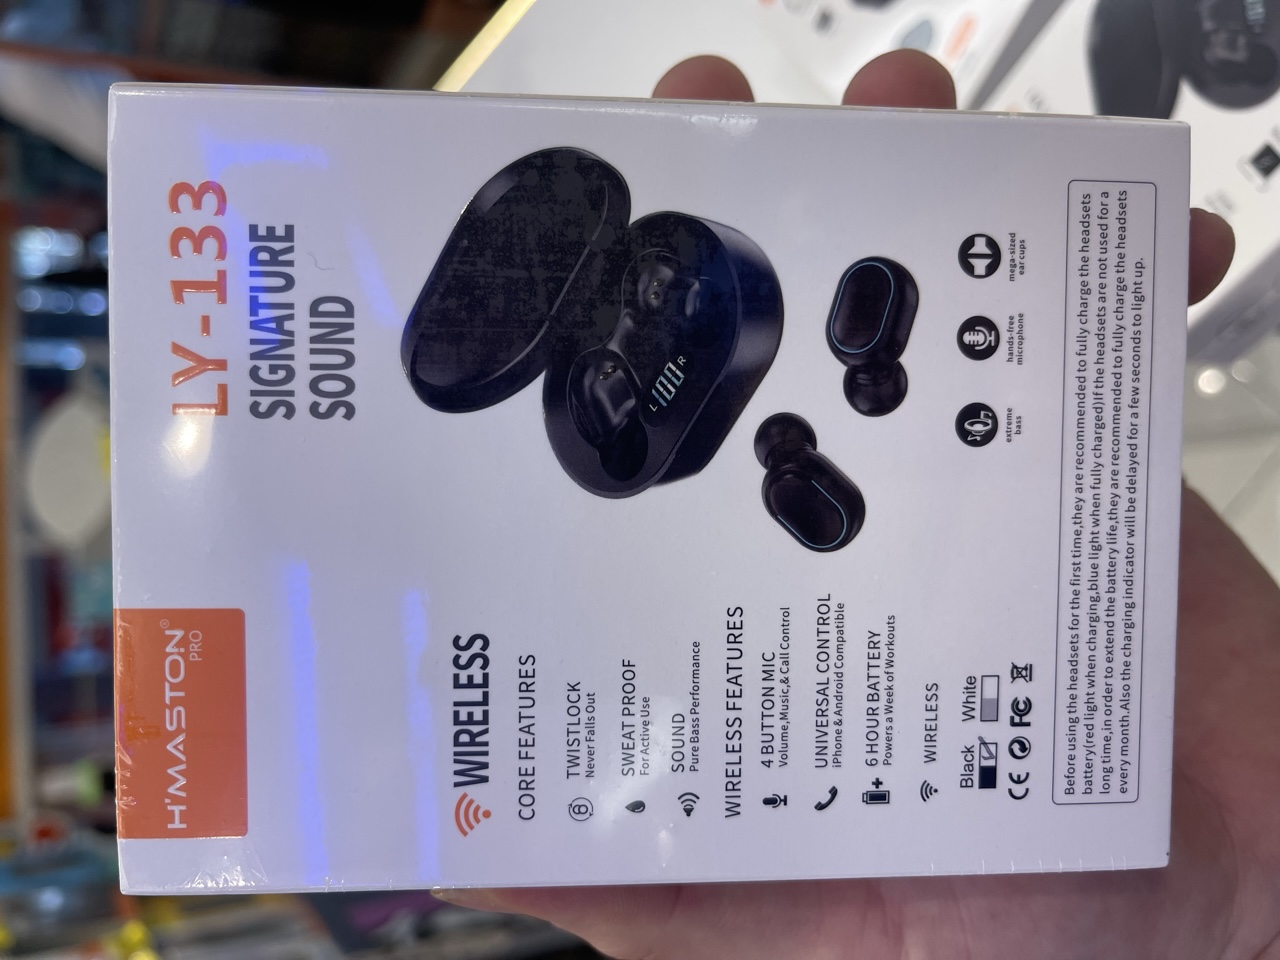 H'MASTON®
PRO
LY-133
SIGNATURE
SOUND
WIRELESS
CORE FEATURES
TWISTLOCK
Never Falls Out
SWEAT PROOF
For Active Use
SOUND
Pure Bass Performance
WIRELESS FEATURES
4 BUTTON MIC
Volume,Music,& Call Control
UNIVERSAL CONTROL
iPhone & Android Compatible
6 HOUR BATTERY
Powers a Week of Workouts
WIRELESS
Black White
CE FC
L 100 R
extreme
bass
hands-free
microphone
mega-sized
ear cups
Before using the headsets for the first time,they are recommended to fully charge the headsets
battery(red light when charging,blue light when fully charged)If the headsets are not used for a
long time,in order to extend the battery life,they are recommended to fully charge the headsets
every month.Also the charging indicator will be delayed for a few seconds to light up.